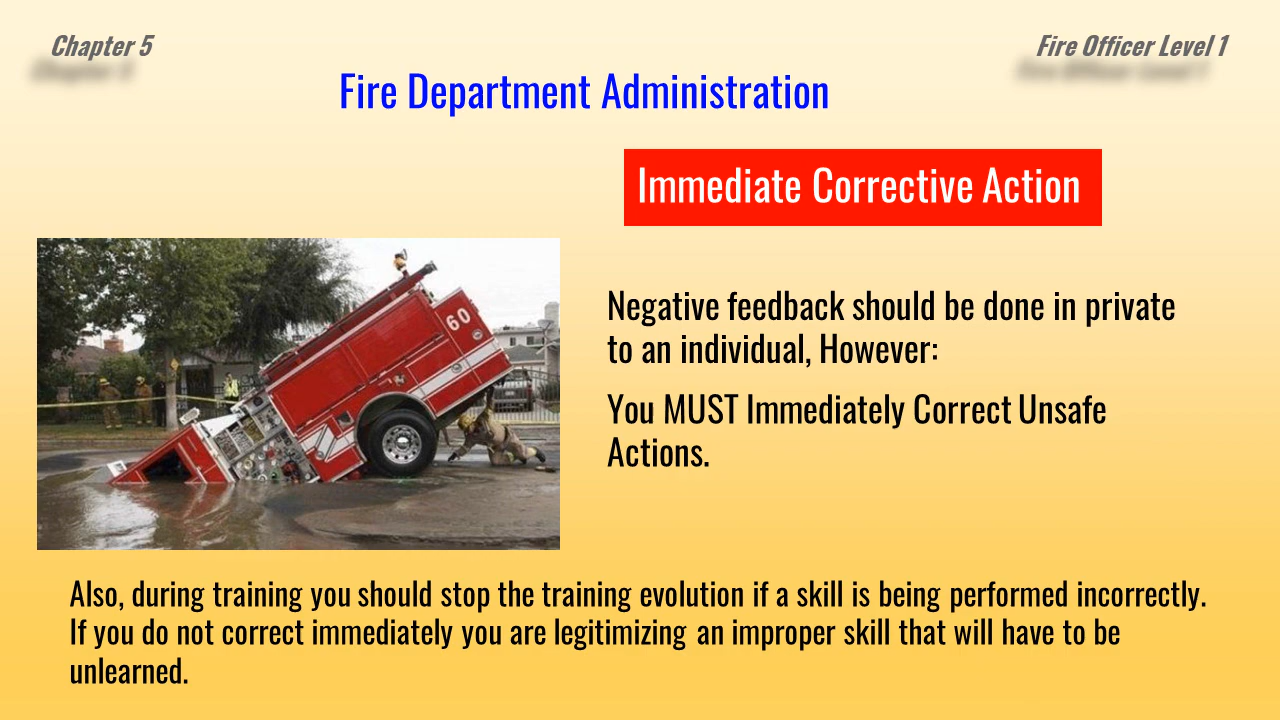 Chapter 5
Fire Officer Level 1
Fire Department Administration
Immediate Corrective Action
60
Negative feedback should be done in private
to an individual, However:
You MUST Immediately Correct Unsafe
Actions.
Also, during training you should stop the training evolution if a skill is being performed incorrectly.
If you do not correct immediately you are legitimizing an improper skill that will have to be
unlearned.